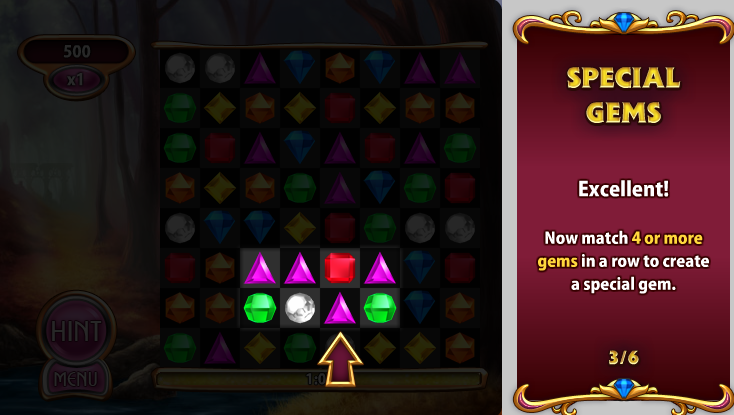 500
x1
SPECIAL
GEMS
Excellent!
Now match 4 or more
gems in a row to create
a special gem.
3/6
HINT
MENU